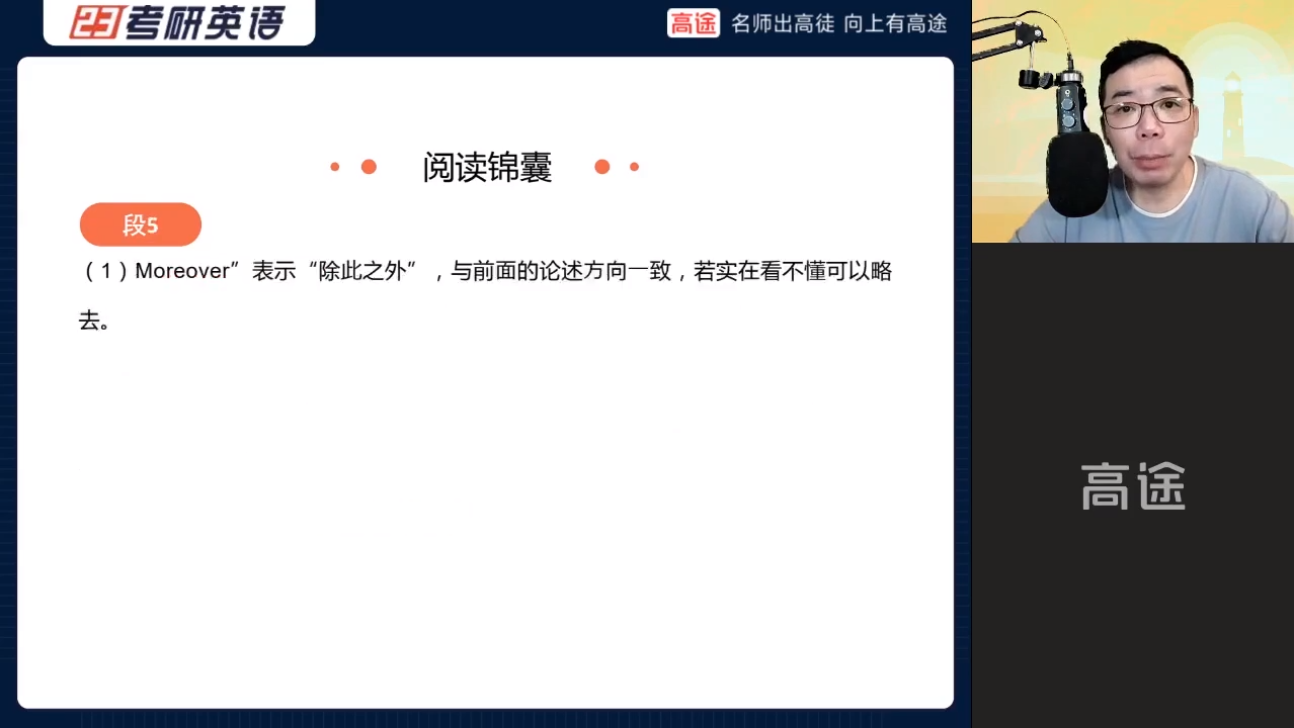 23考研英语
高途 名师出高徒 向上有高途
阅读锦囊
段5
（1）Moreover”表示“除此之外”，与前面的论述方向一致，若实在看不懂可以略
去。
高途